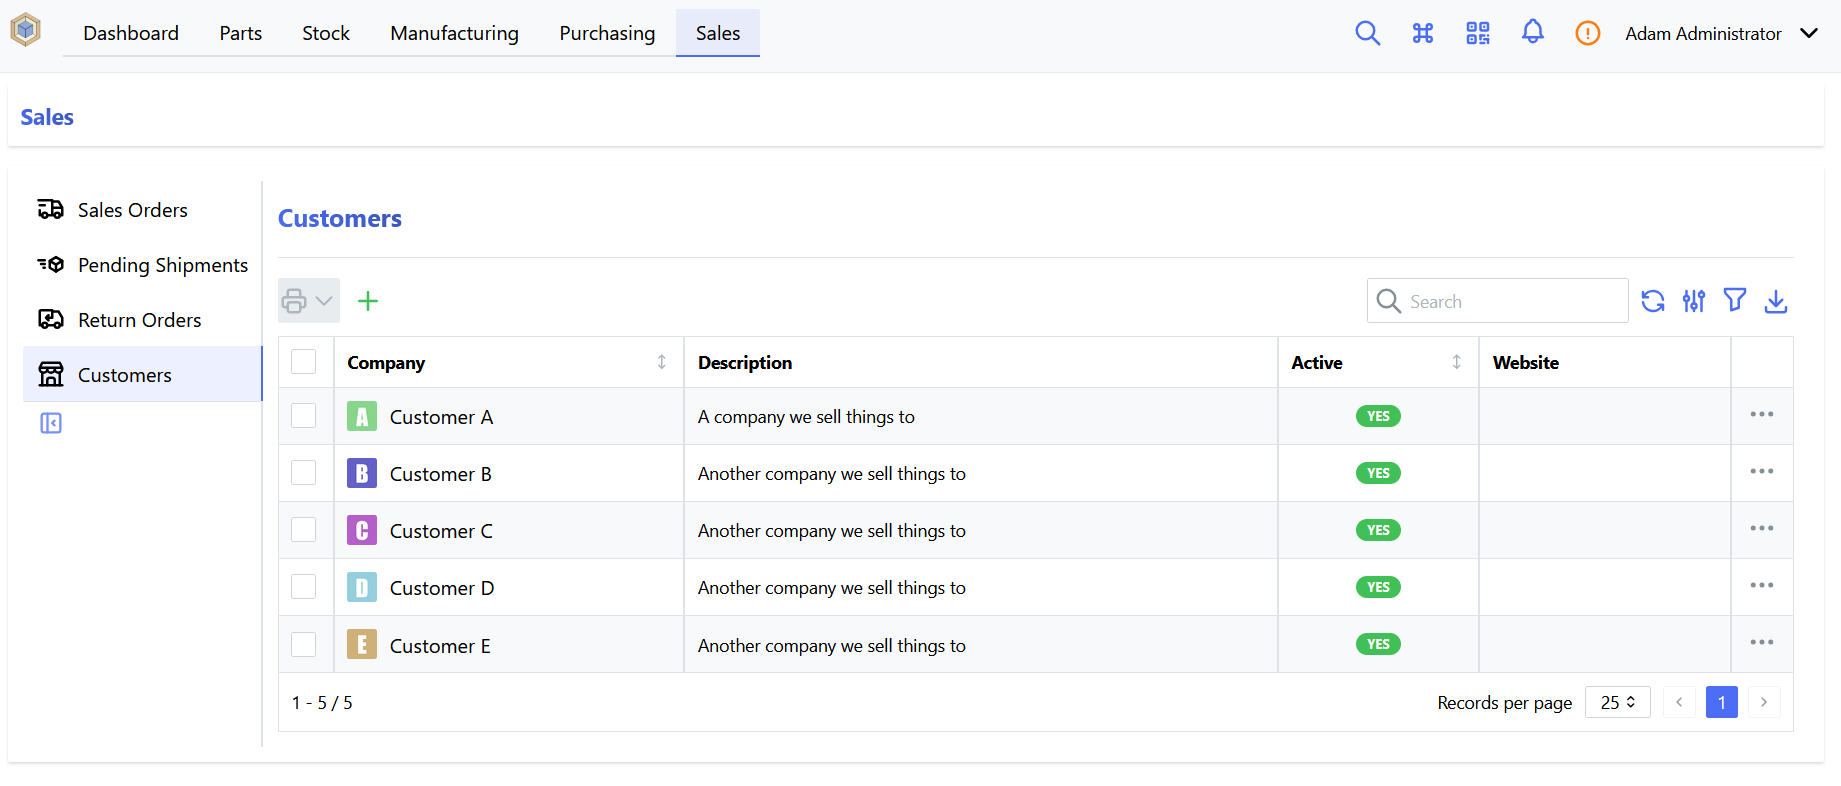 Dashboard Parts Stock Manufacturing Purchasing Sales Adam Administrator
Sales
Sales Orders
Pending Shipments
Return Orders
Customers
Customers
Search
Company Description Active Website
A Customer A A company we sell things to YES
B Customer B Another company we sell things to YES
C Customer C Another company we sell things to YES
D Customer D Another company we sell things to YES
E Customer E Another company we sell things to YES
1 - 5 / 5 Records per page 25 1